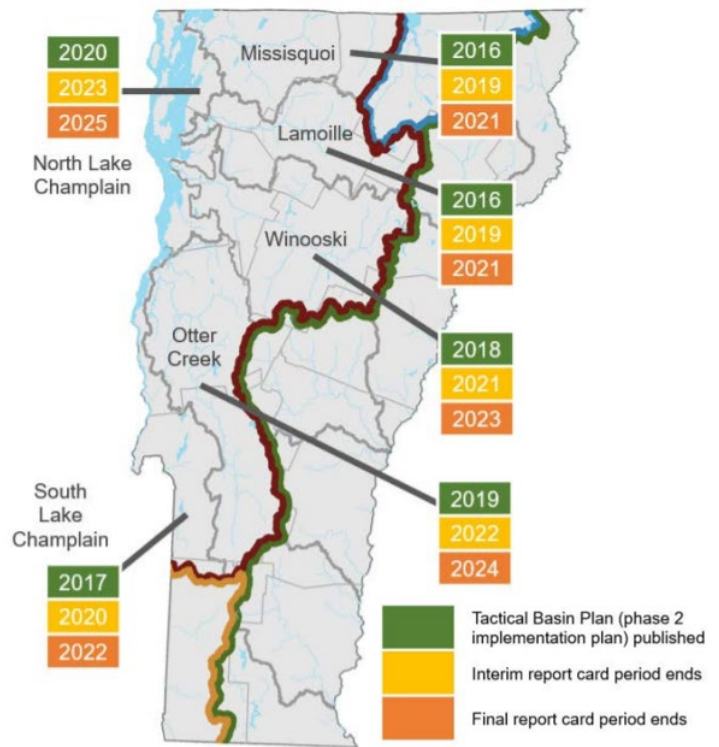 2020
2023
2025
North Lake
Champlain
Missisquoi
2016
2019
2021
Lamoille
2016
2019
2021
Winooski
2018
2021
2023
Otter
Creek
2019
2022
2024
South
Lake
Champlain
2017
2020
2022
Tactical Basin Plan (phase 2
implementation plan) published
Interim report card period ends
Final report card period ends